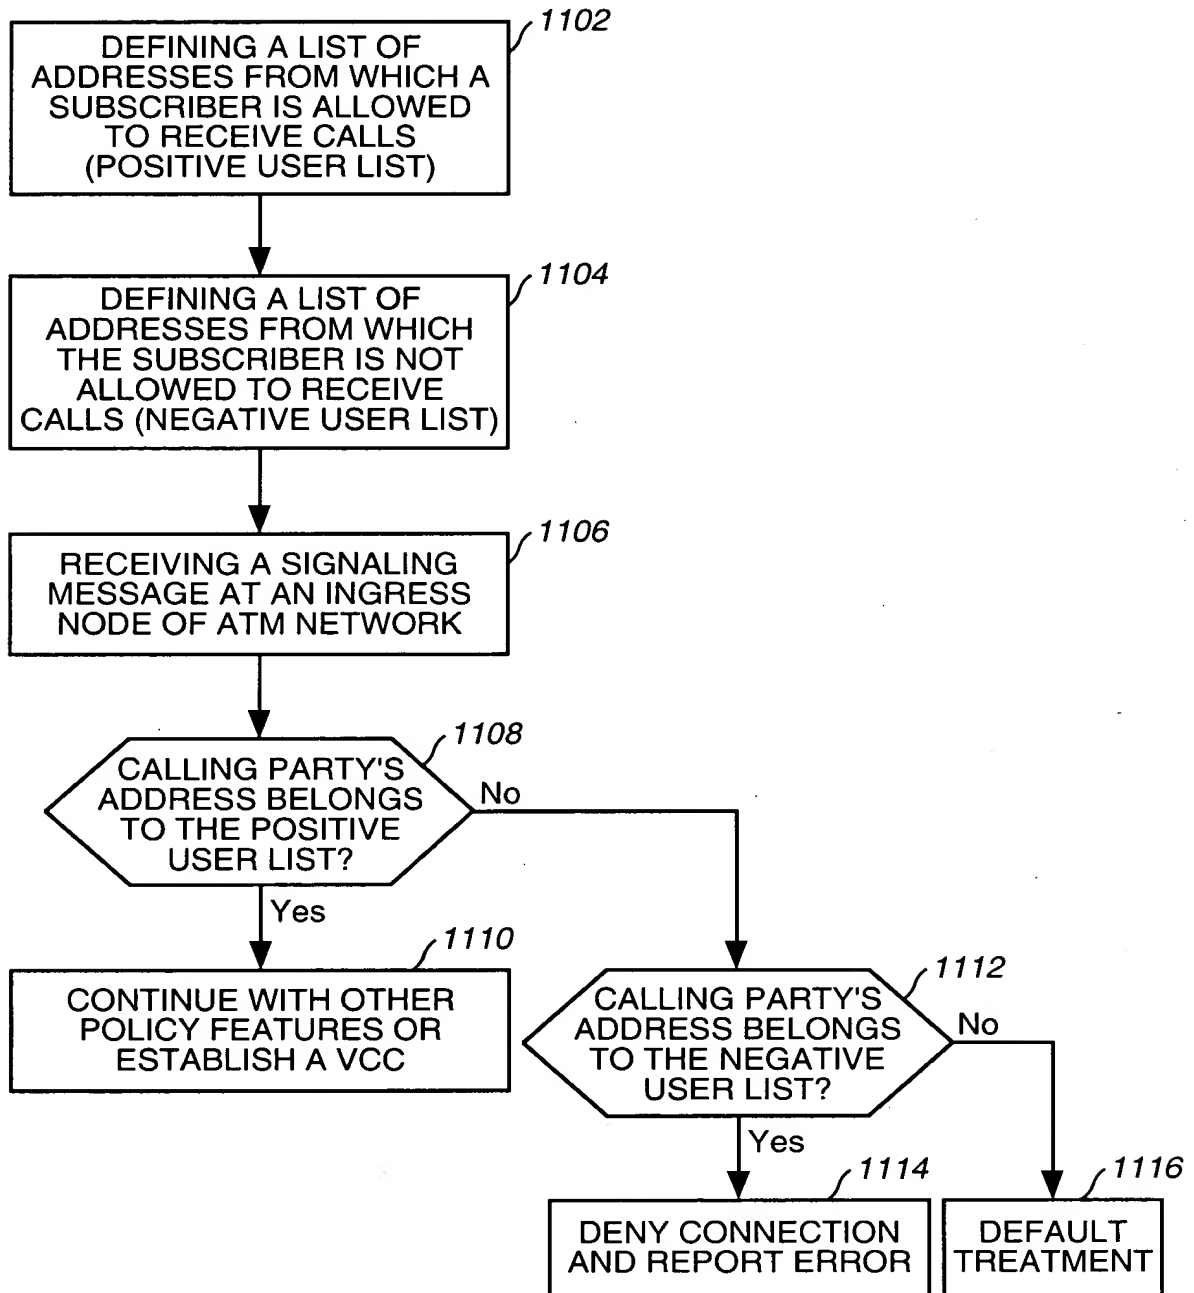 1102
DEFINING A LIST OF
ADDRESSES FROM WHICH A
SUBSCRIBER IS ALLOWED
TO RECEIVE CALLS
(POSITIVE USER LIST)
1104
DEFINING A LIST OF
ADDRESSES FROM WHICH
THE SUBSCRIBER IS NOT
ALLOWED TO RECEIVE
CALLS (NEGATIVE USER LIST)
1106
RECEIVING A SIGNALING
MESSAGE AT AN INGRESS
NODE OF ATM NETWORK
1108
CALLING PARTY'S
ADDRESS BELONGS
TO THE POSITIVE
USER LIST?
No
Yes
1110
CONTINUE WITH OTHER
POLICY FEATURES OR
ESTABLISH A VCC
1112
CALLING PARTY'S
ADDRESS BELONGS
TO THE NEGATIVE
USER LIST?
No
Yes
1114
DENY CONNECTION
AND REPORT ERROR
1116
DEFAULT
TREATMENT